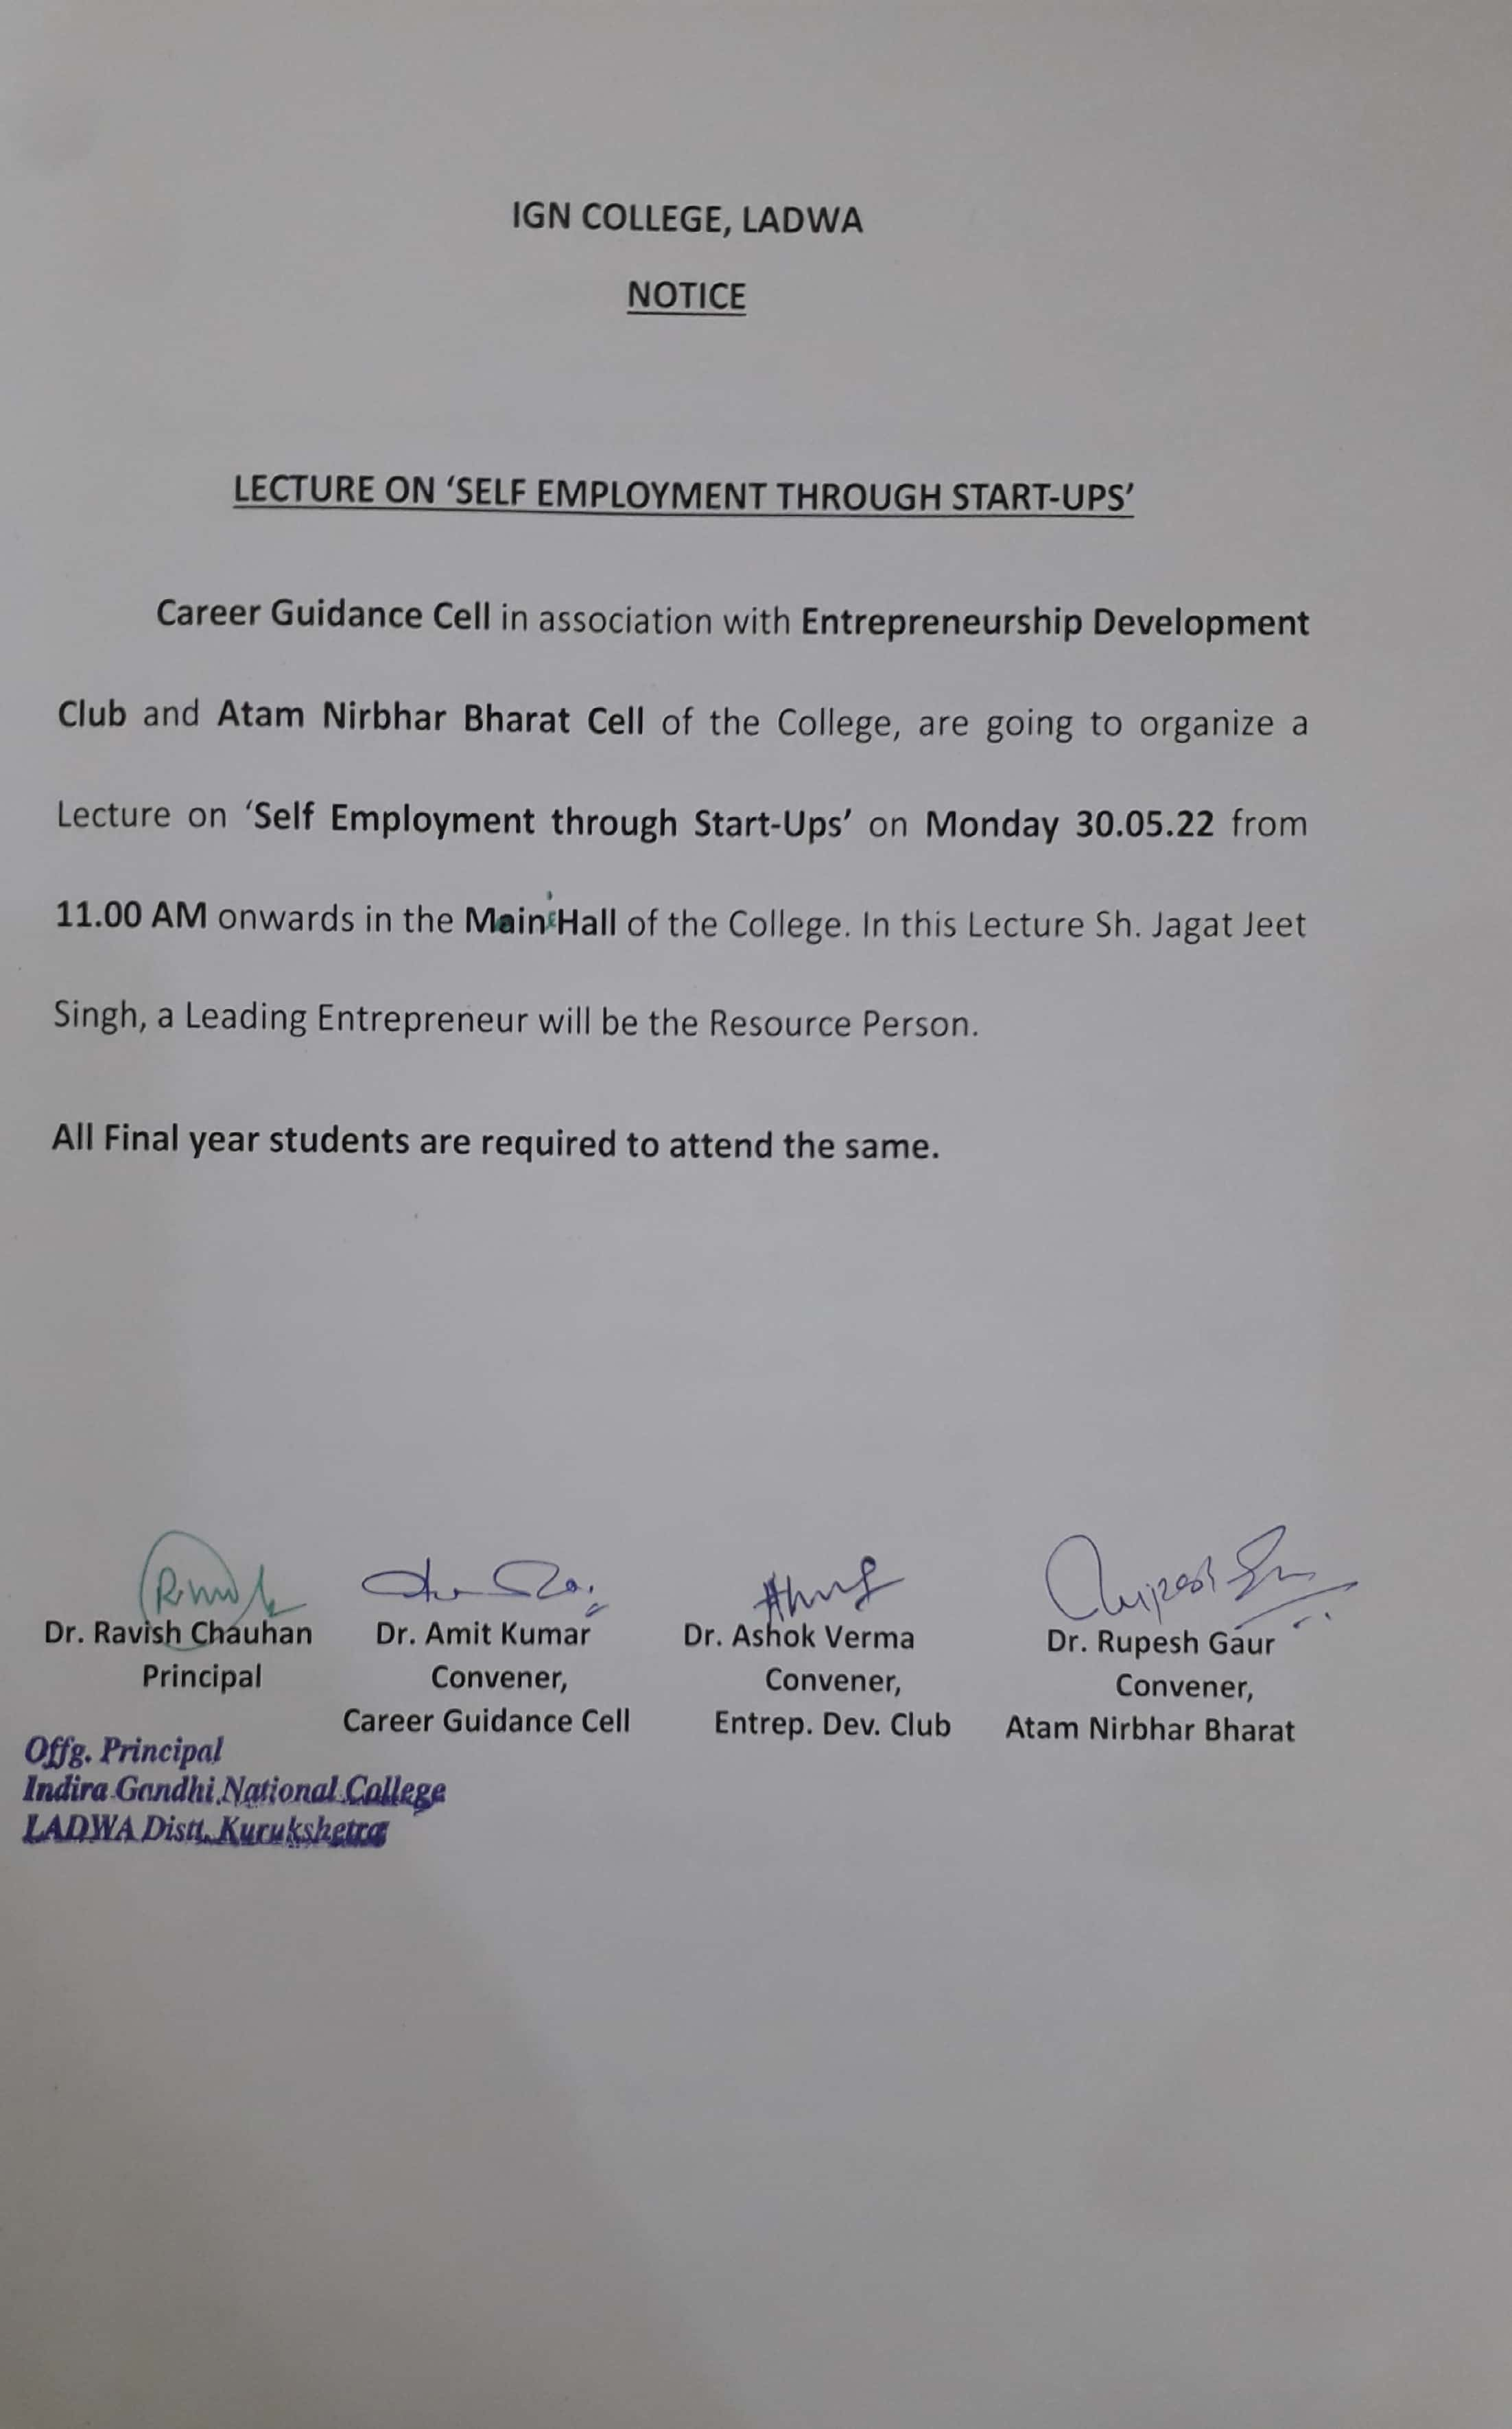 IGN COLLEGE, LADWA
NOTICE
LECTURE ON ‘SELF EMPLOYMENT THROUGH START-UPS’
Career Guidance Cell in association with Entrepreneurship Development
Club and Atam Nirbhar Bharat Cell of the College, are going to organize a
Lecture on ‘Self Employment through Start-Ups’ on Monday 30.05.22 from
11.00 AM onwards in the Main Hall of the College. In this Lecture Sh. Jagat Jeet
Singh, a Leading Entrepreneur will be the Resource Person.
All Final year students are required to attend the same.
Dr. Ravish Chauhan Dr. Amit Kumar Dr. Ashok Verma Dr. Rupesh Gaur
Principal Convener, Convener, Convener,
Career Guidance Cell Entrep. Dev. Club Atam Nirbhar Bharat
Offg. Principal
Indira Gandhi National College
LADWA Distt. Kurukshetra